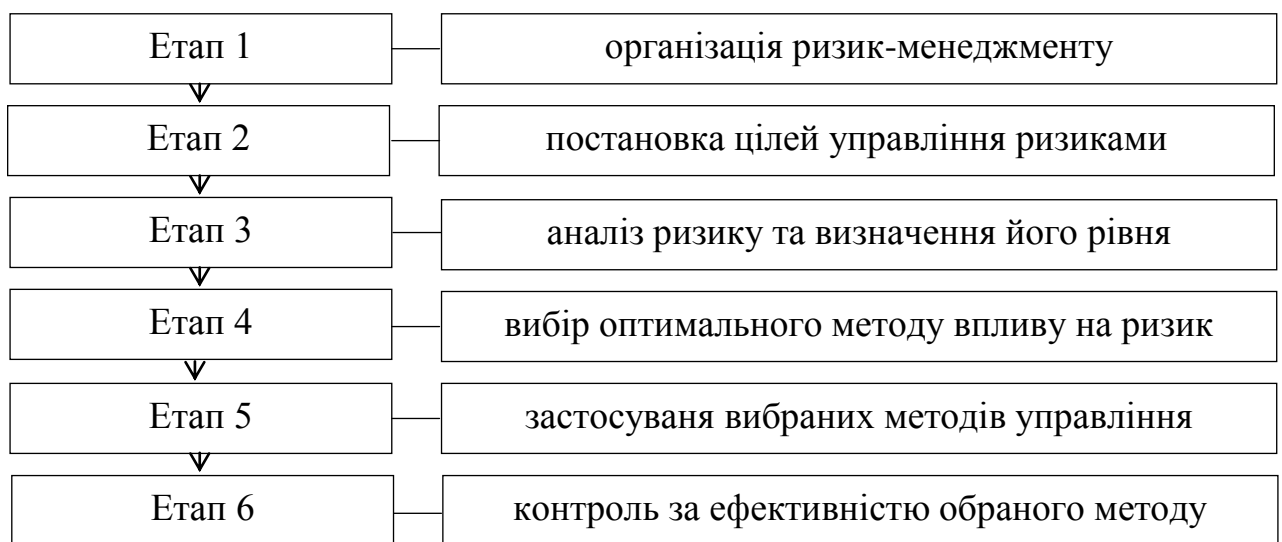 Етап 1
організація ризик-менеджменту
Етап 2
постановка цілей управління ризиками
Етап 3
аналіз ризику та визначення його рівня
Етап 4
вибір оптимального методу впливу на ризик
Етап 5
застосуваня вибраних методів управління
Етап 6
контроль за ефективністю обраного методу